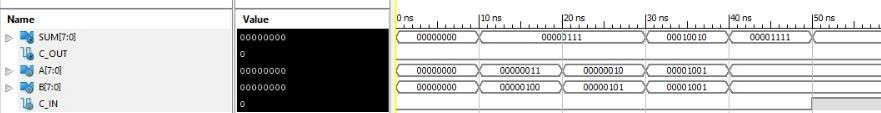 Name Value 0 ns 10 ns 20 ns 30 ns 40 ns 50 ns
SUM[7:0] 00000000 00000000 00000111 00010010 00001111
C_OUT 0
A[7:0] 00000000 00000000 00000011 00000010 00001001
B[7:0] 00000000 00000000 00000100 00000101 00001001
C_IN 0